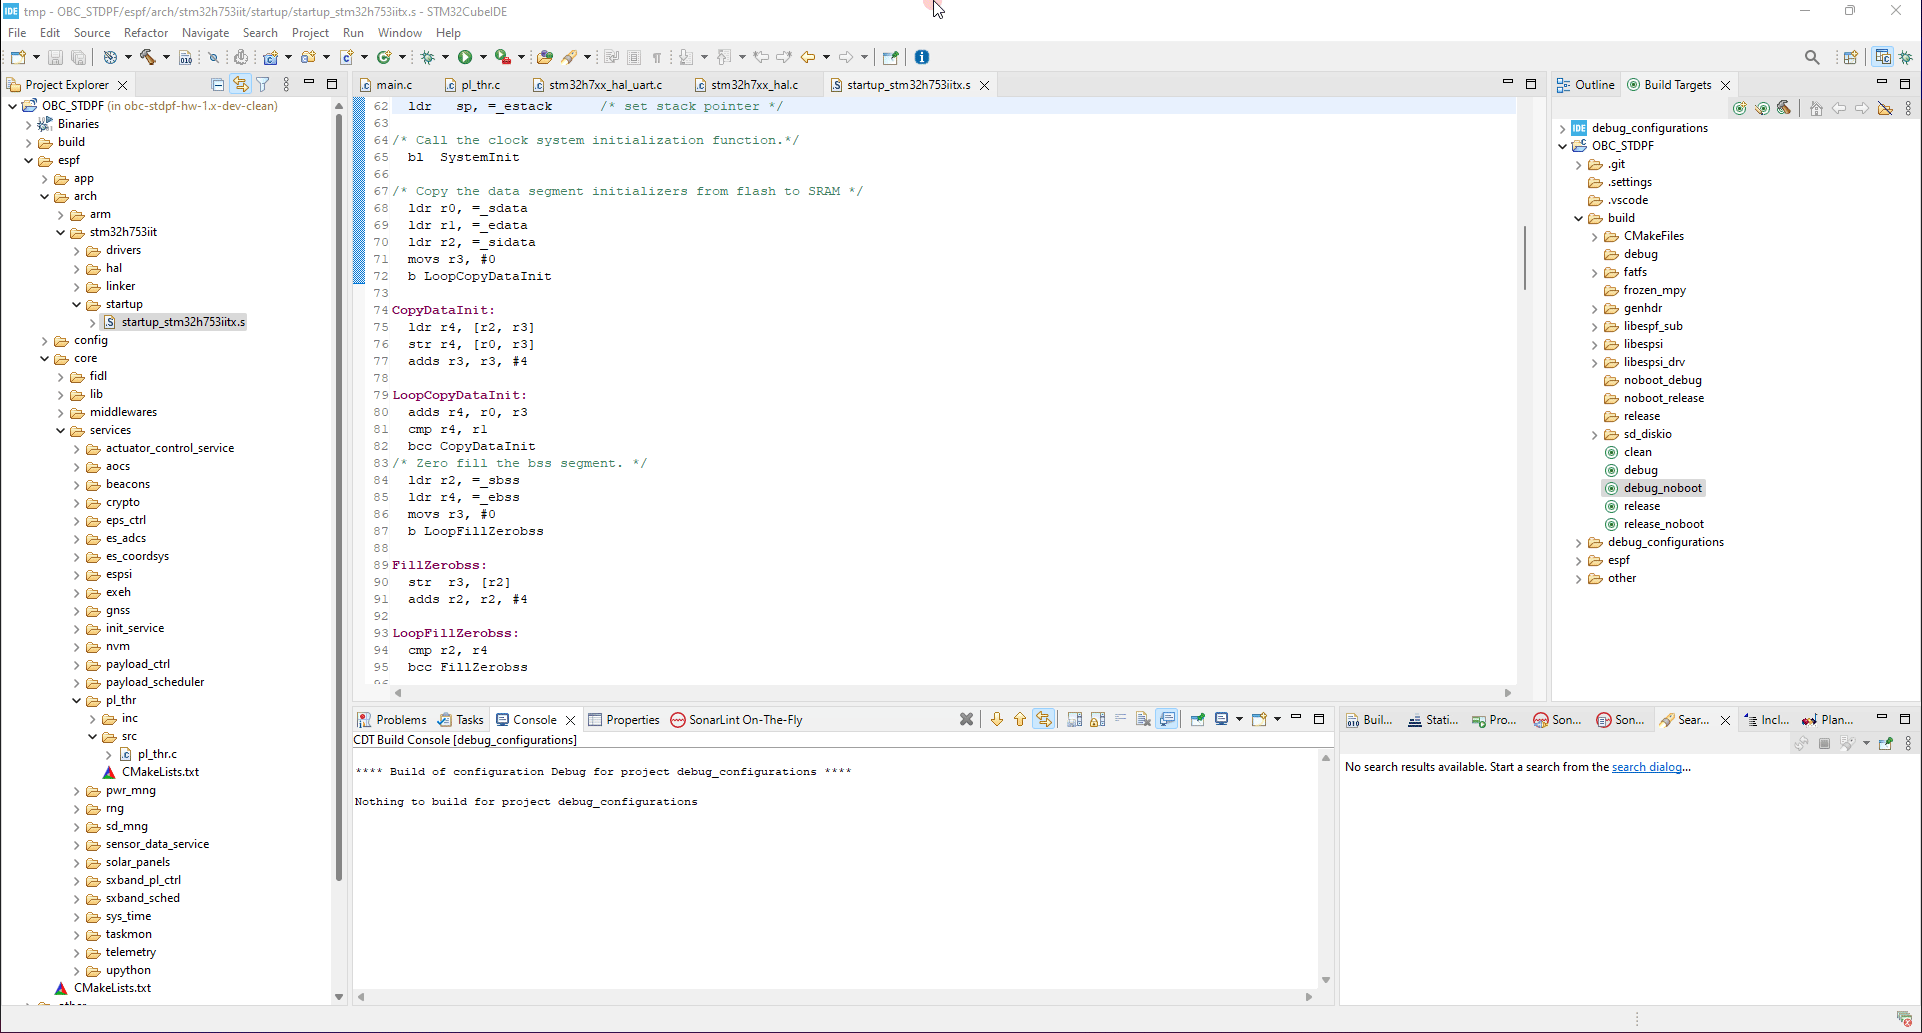 tmp - OBC_STDPF/espf/arch/stm32h753iit/startup/startup_stm32h753iitx.s - STM32CubeIDE
File Edit Source Refactor Navigate Search Project Run Window Help
Project Explorer
OBC_STDPF (in obc-stdpf-hw-1.x-dev-clean)
Binaries
build
espf
app
arch
arm
stm32h753iit
drivers
hal
linker
startup
startup_stm32h753iitx.s
config
core
fidl
lib
middlewares
services
actuator_control_service
aocs
beacons
crypto
eps_ctrl
es_adcs
es_coordsys
espsi
exeh
gnss
init_service
nvm
payload_ctrl
payload_scheduler
pl_thr
inc
src
pl_thr.c
CMakeLists.txt
pwr_mng
rng
sd_mng
sensor_data_service
solar_panels
sxband_pl_ctrl
sxband_sched
sys_time
taskmon
telemetry
upython
CMakeLists.txt
other
main.c pl_thr.c stm32h7xx_hal_uart.c stm32h7xx_hal.c startup_stm32h753iitx.s
62 ldr sp, =_estack /* set stack pointer */
63
64 /* Call the clock system initialization function.*/
65 bl SystemInit
66
67 /* Copy the data segment initializers from flash to SRAM */
68 ldr r0, =_sdata
69 ldr r1, =_edata
70 ldr r2, =_sidata
71 movs r3, #0
72 b LoopCopyDataInit
73
74 CopyDataInit:
75 ldr r4, [r2, r3]
76 str r4, [r0, r3]
77 adds r3, r3, #4
78
79 LoopCopyDataInit:
80 adds r4, r0, r3
81 cmp r4, r1
82 bcc CopyDataInit
83 /* Zero fill the bss segment. */
84 ldr r2, =_sbss
85 ldr r4, =_ebss
86 movs r3, #0
87 b LoopFillZerobss
88
89 FillZerobss:
90 str r3, [r2]
91 adds r2, r2, #4
92
93 LoopFillZerobss:
94 cmp r2, r4
95 bcc FillZerobss
96
Outline Build Targets
debug_configurations
OBC_STDPF
.git
.settings
.vscode
build
CMakeFiles
debug
fatfs
frozen_mpy
genhdr
libespf_sub
libespsi
libespsi_drv
noboot_debug
noboot_release
release
sd_diskio
clean
debug
debug_noboot
release
release_noboot
debug_configurations
espf
other
Problems Tasks Console Properties SonarLint On-The-Fly
CDT Build Console [debug_configurations]
**** Build of configuration Debug for project debug_configurations ****
Nothing to build for project debug_configurations
Buil... Stati... Pro... Son... Son... Sear... Incl... Plan...
No search results available. Start a search from the search dialog...